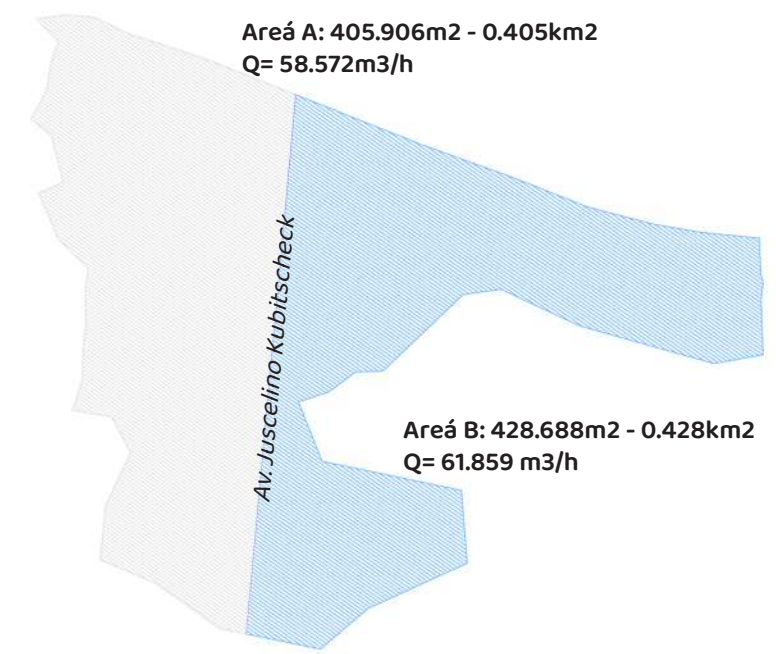 Areá A: 405.906m2 - 0.405km2
Q= 58.572m3/h
Av. Juscelino Kubitscheck
Areá B: 428.688m2 - 0.428km2
Q= 61.859 m3/h